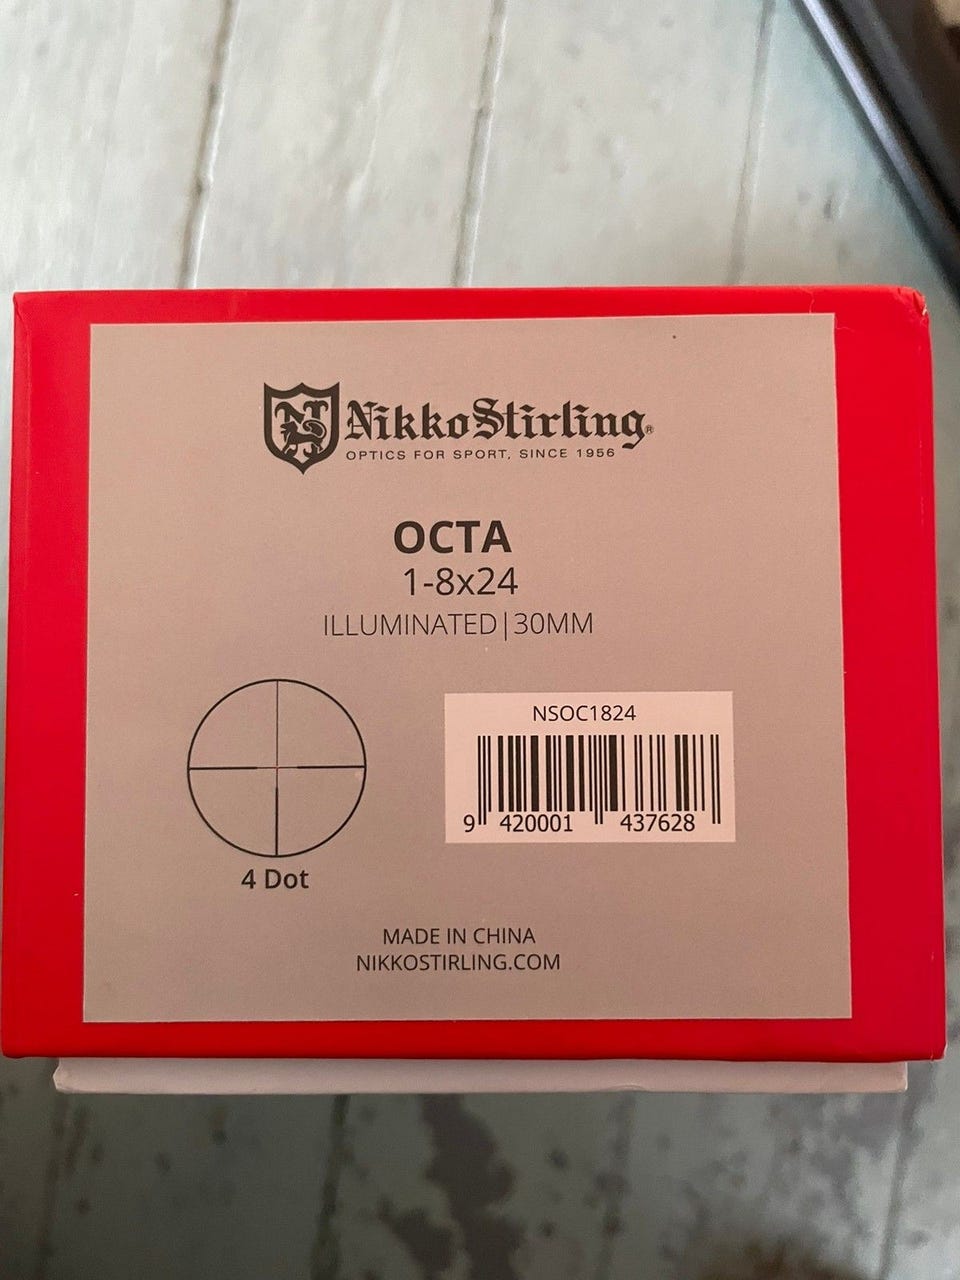 NikkoStirling®
OPTICS FOR SPORT, SINCE 1956
OCTA
1-8x24
ILLUMINATED|30MM
NSOC1824
9 420001 437628
4 Dot
MADE IN CHINA
NIKKOSTIRLING.COM